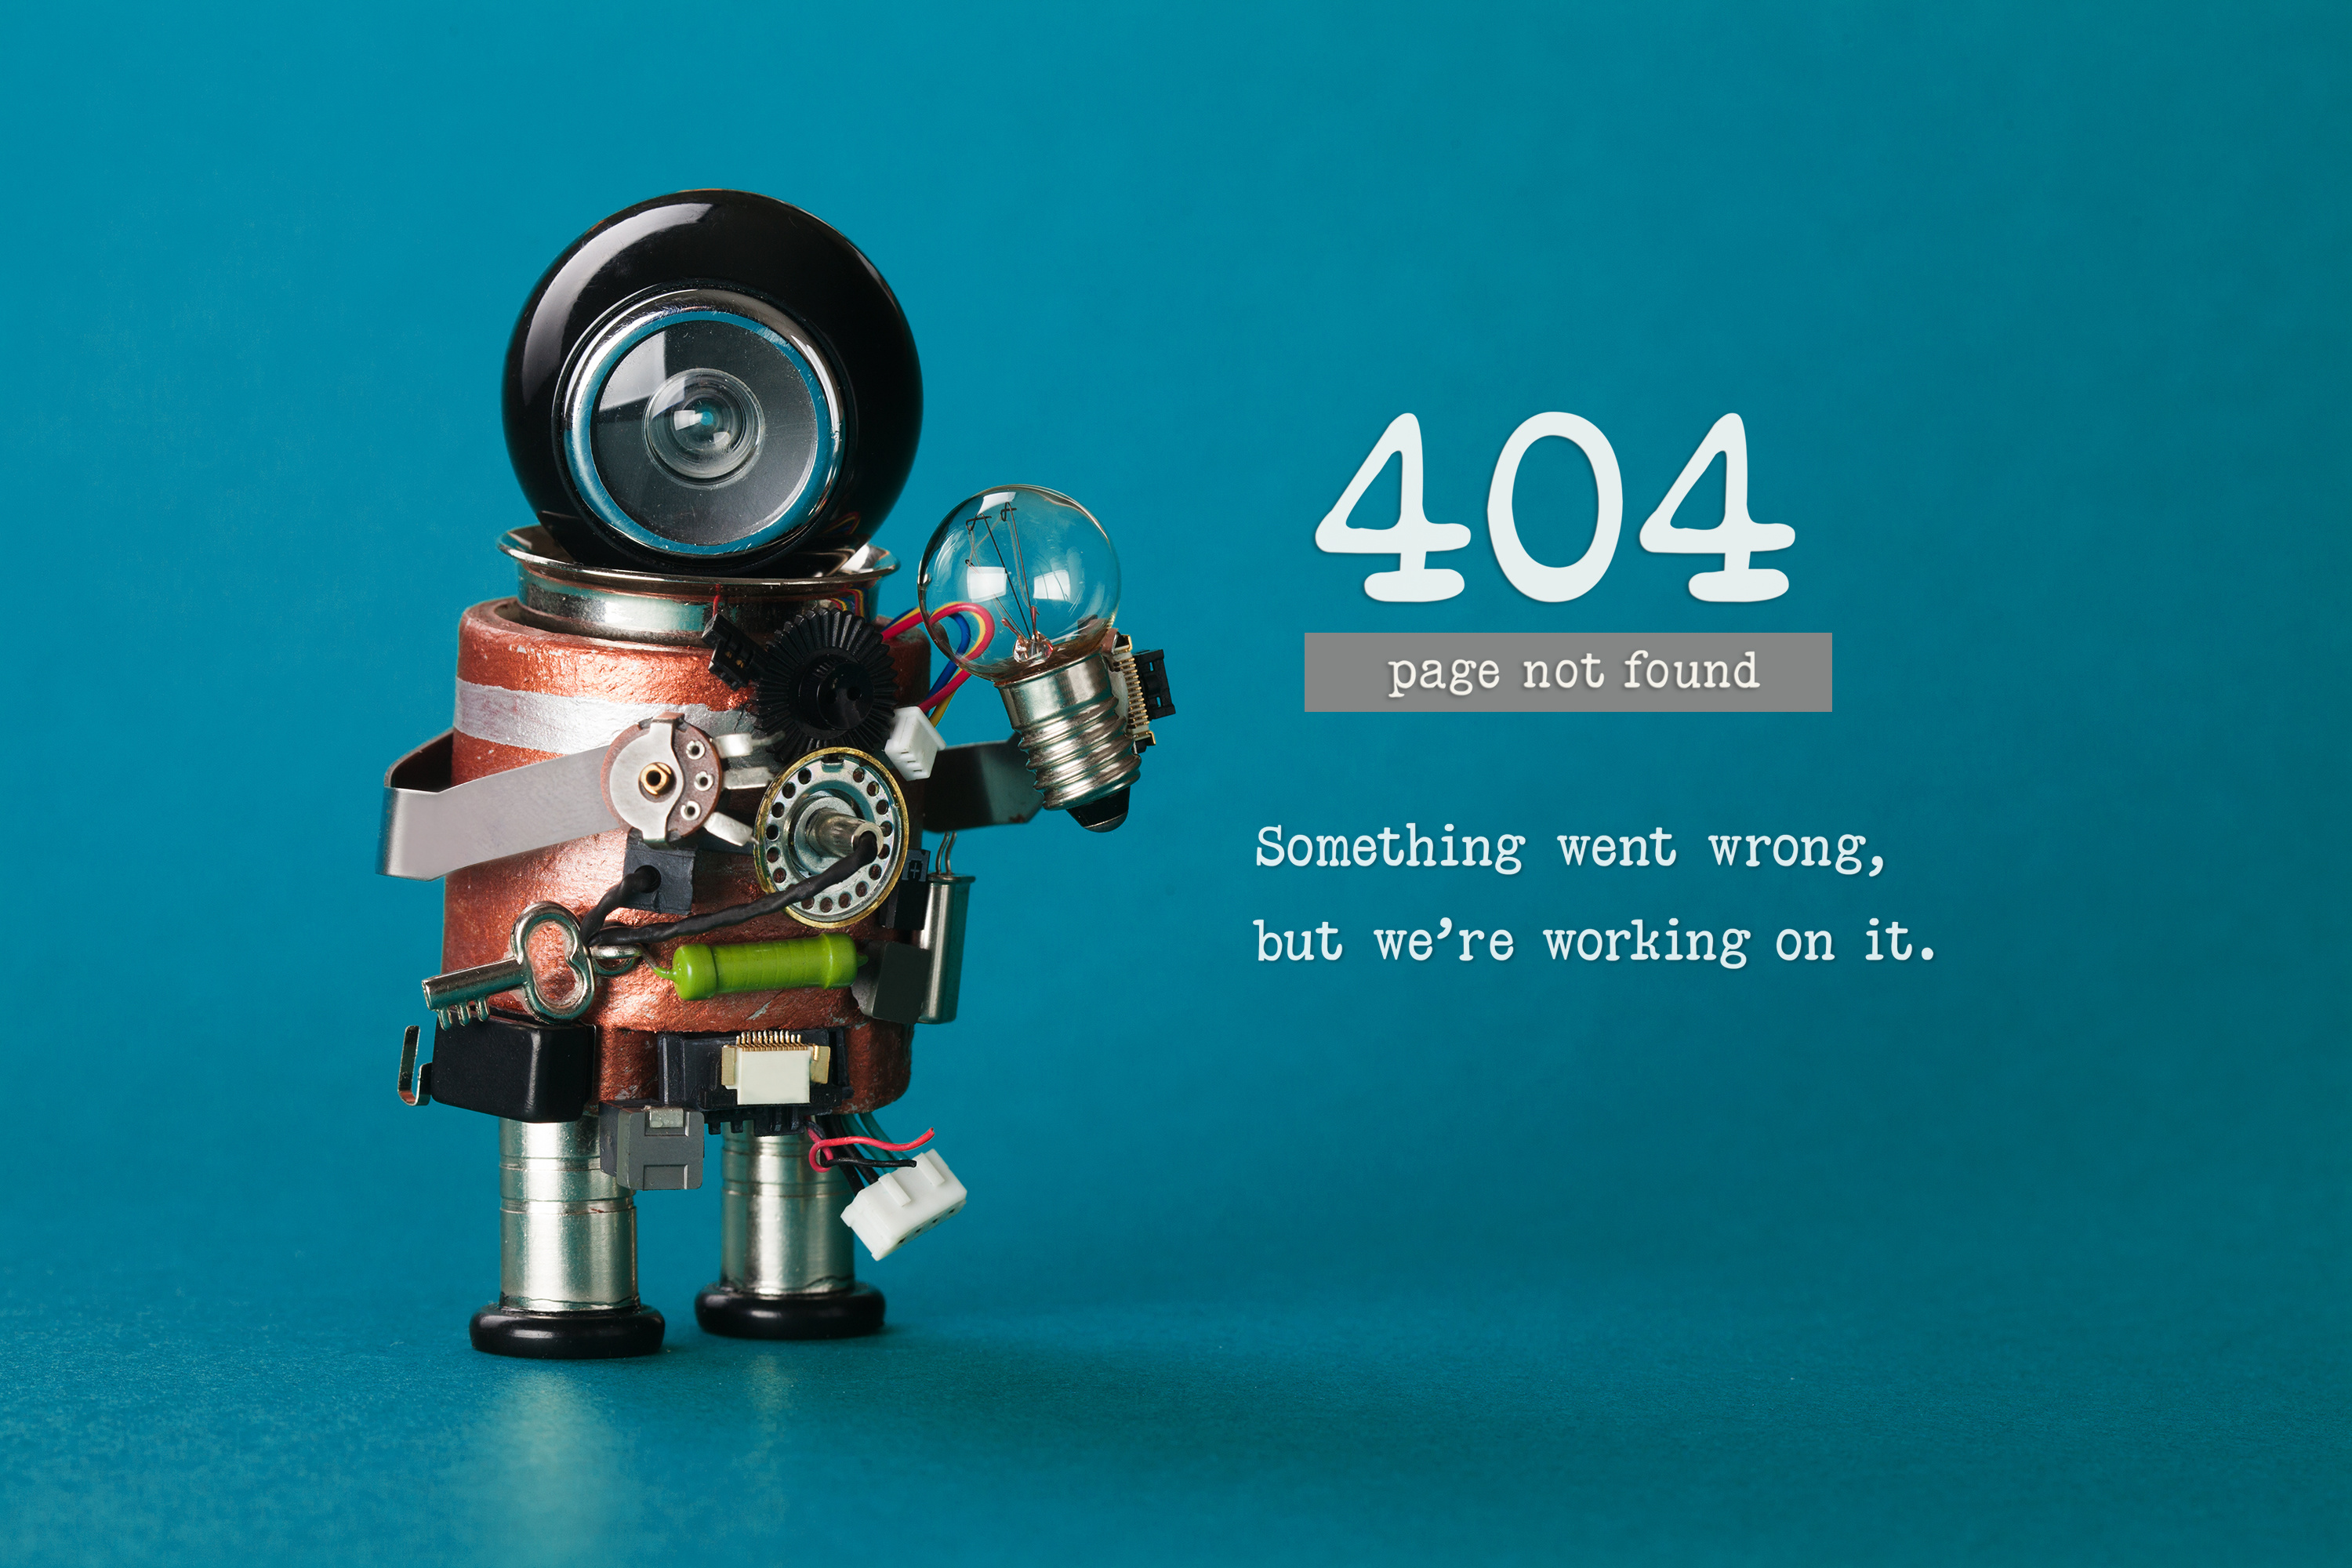 404
page not found
Something went wrong,
but we’re working on it.